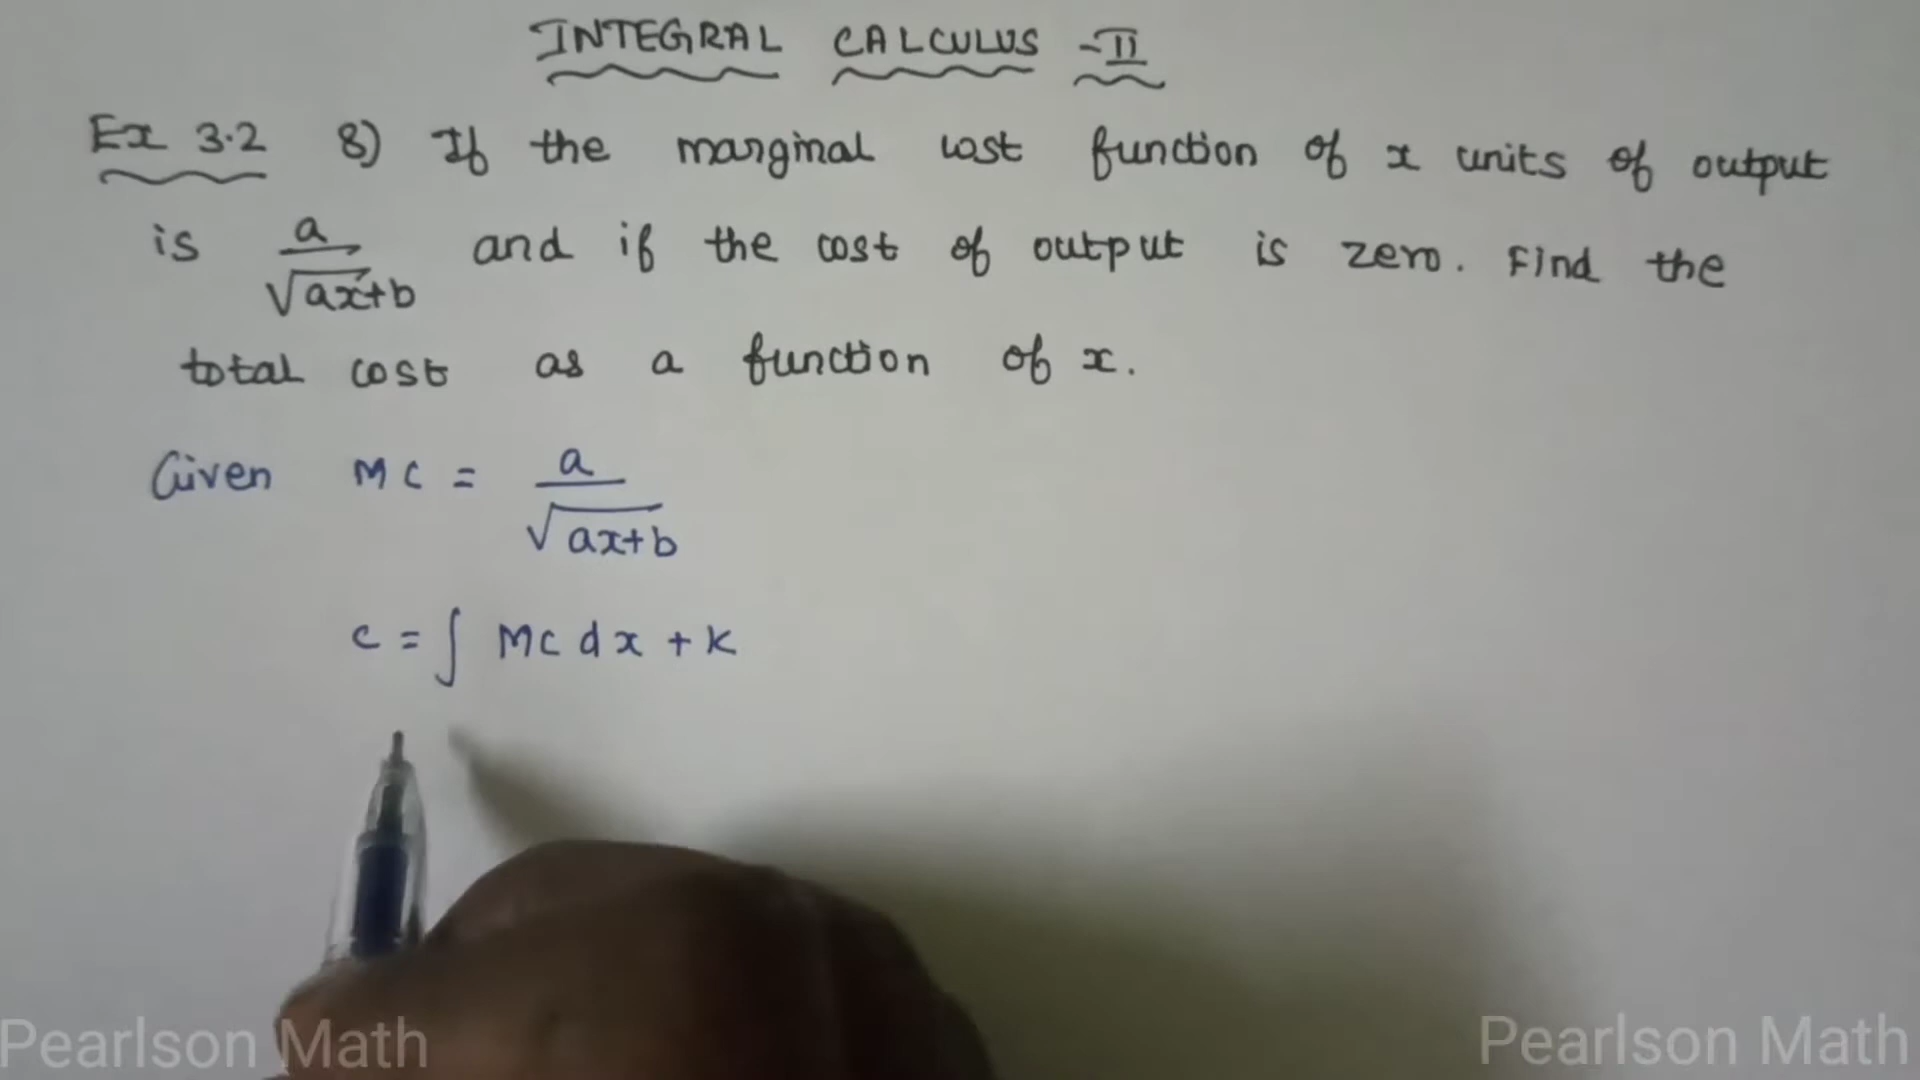 INTEGRAL CALCULUS -II
Ex 3.2 8) If the marginal cost function of x units of output
is a/√ax+b and if the cost of output is zero. Find the
total cost as a function of x.
Given MC = a/√ax+b
c = ∫ MC dx + k
Pearlson Math Pearlson Math